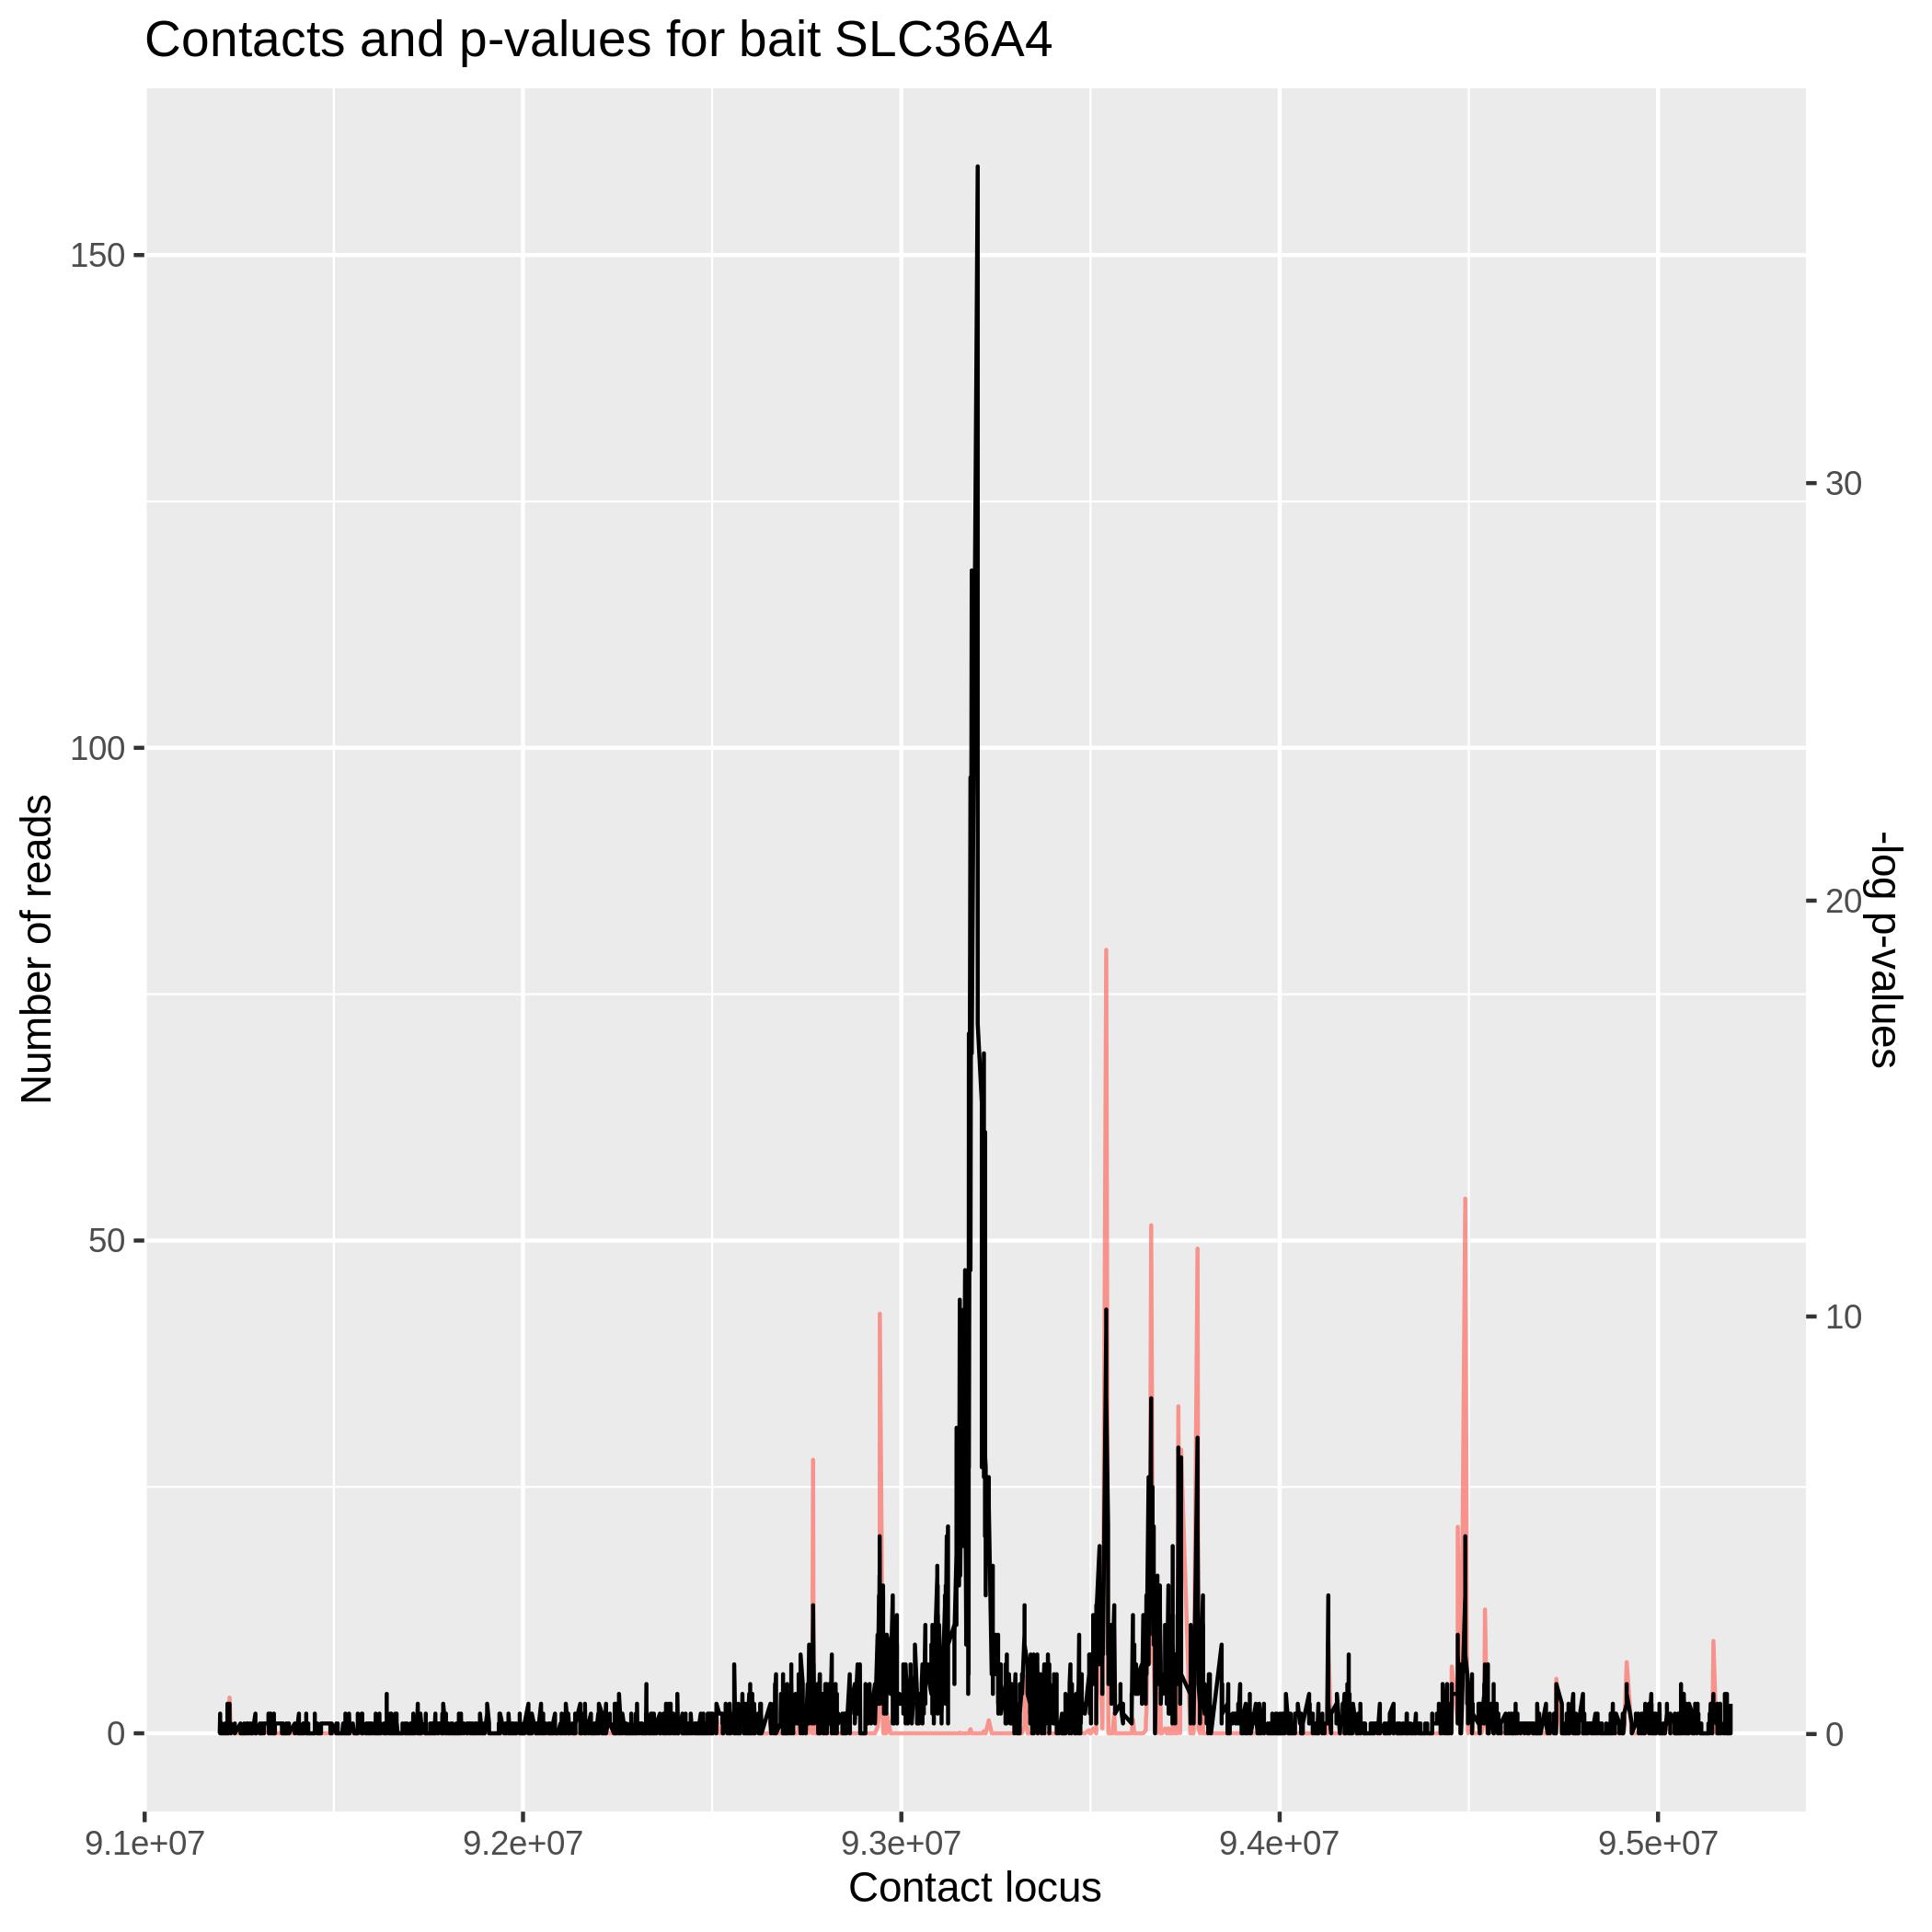 Contacts and p-values for bait SLC36A4
150
100
50
0
Number of reads
30
20
10
0
-log p-values
9.1e+07
9.2e+07
9.3e+07
9.4e+07
9.5e+07
Contact locus